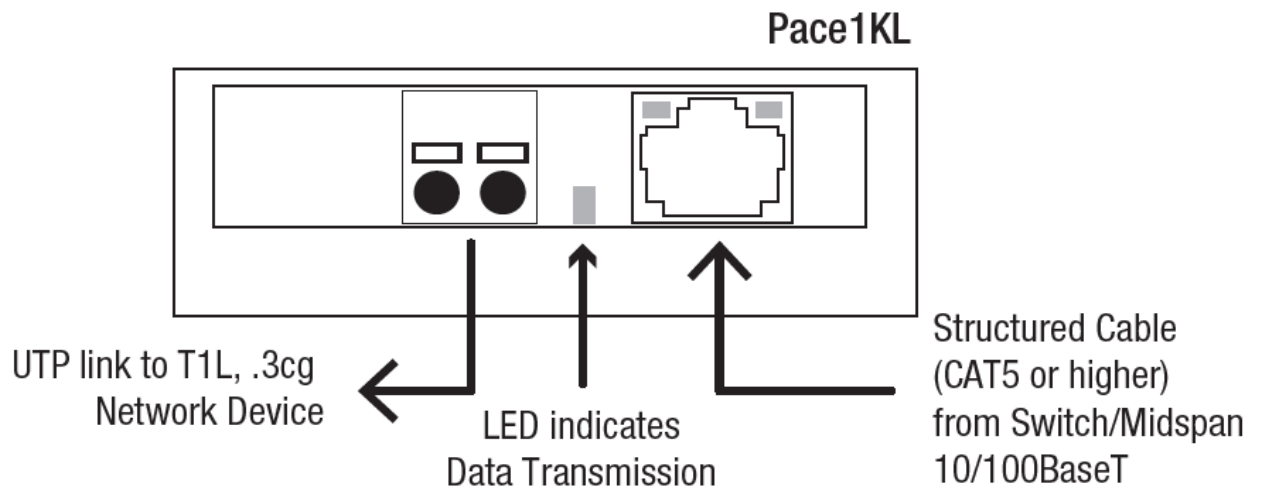 Pace1KL
UTP link to T1L, .3cg
Network Device
LED indicates
Data Transmission
Structured Cable
(CAT5 or higher)
from Switch/Midspan
10/100BaseT